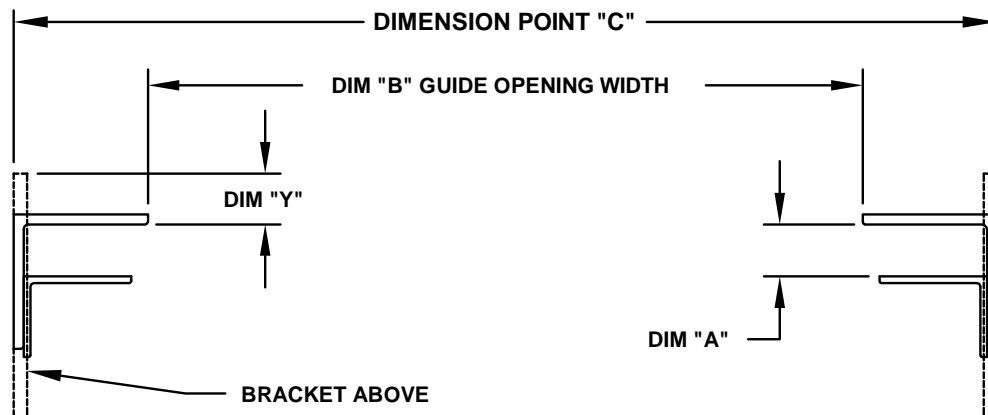 DIMENSION POINT "C"
DIM "B" GUIDE OPENING WIDTH
DIM "Y"
DIM "A"
BRACKET ABOVE